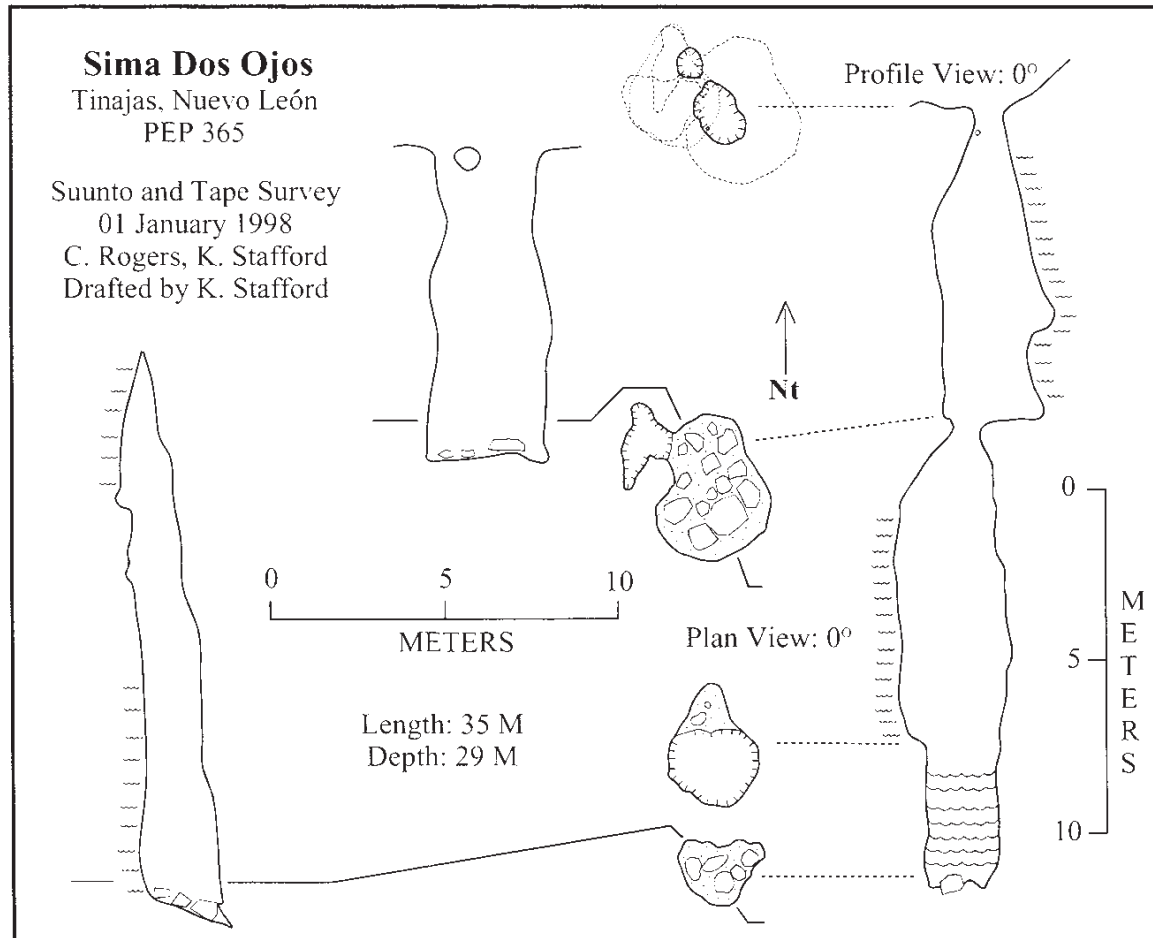 Sima Dos Ojos
Tinajas, Nuevo León
PEP 365
Suunto and Tape Survey
01 January 1998
C. Rogers, K. Stafford
Drafted by K. Stafford
Profile View: 0°
Nt
0
5
10
METERS
Plan View: 0°
Length: 35 M
Depth: 29 M
0
5
10
METERS